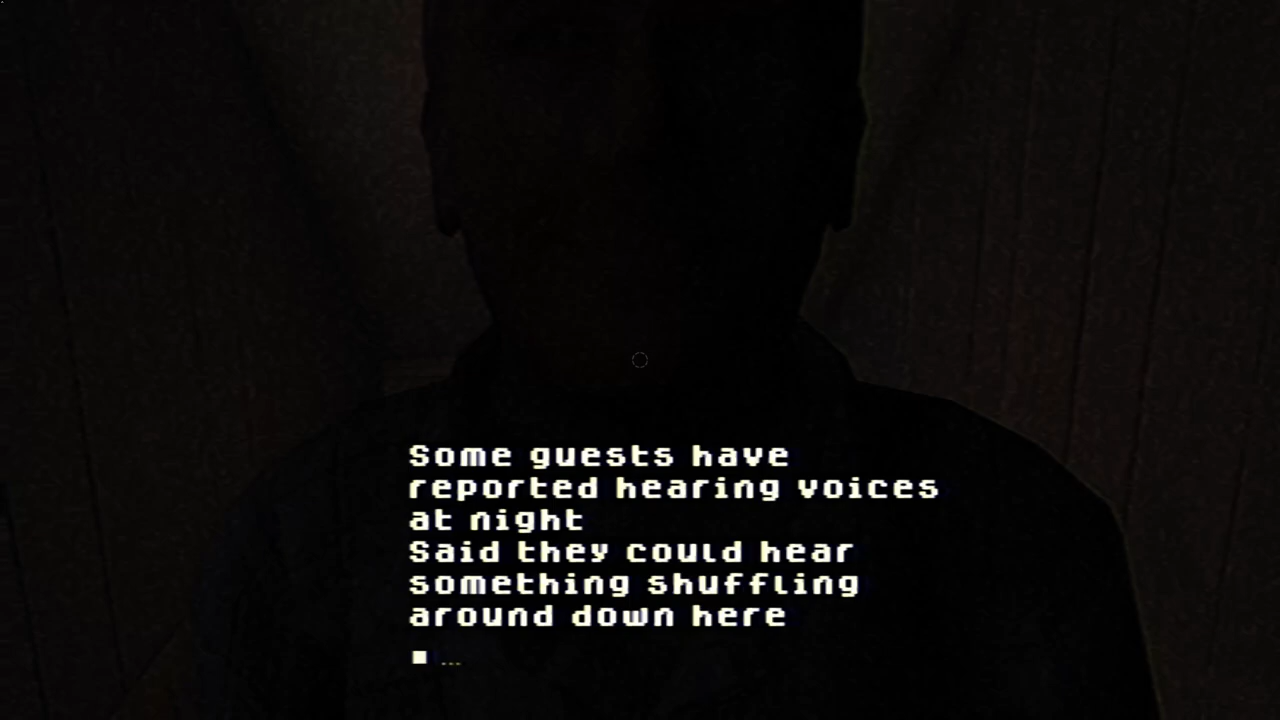 Some guests have
reported hearing voices
at night
Said they could hear
something shuffling
around down here
...